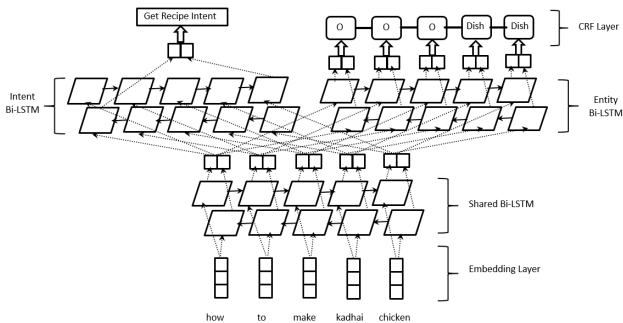 Get Recipe Intent
O O O Dish Dish
CRF Layer
Intent
Bi-LSTM
Entity
Bi-LSTM
Shared Bi-LSTM
Embedding Layer
how to make kadhai chicken